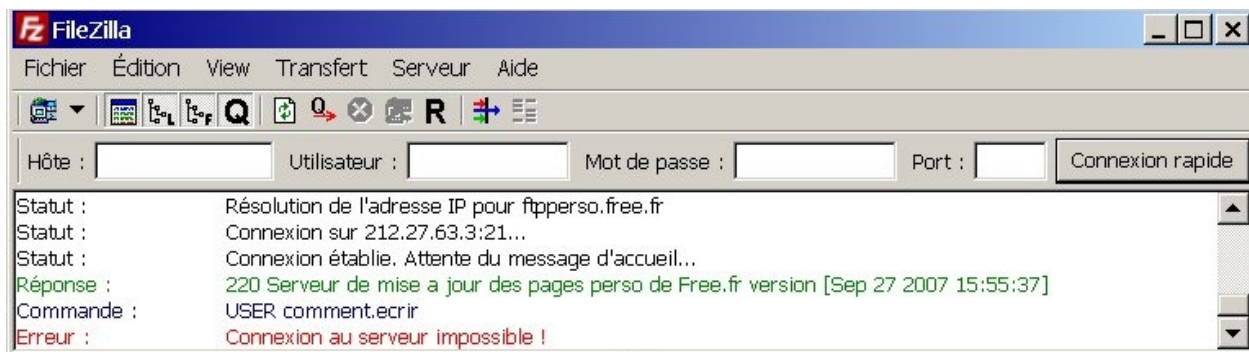 FileZilla
Fichier Édition View Transfert Serveur Aide
L F Q Q R
Hôte : Utilisateur : Mot de passe : Port : Connexion rapide
Statut : Résolution de l'adresse IP pour ftpperso.free.fr
Statut : Connexion sur 212.27.63.3:21...
Statut : Connexion établie. Attente du message d'accueil...
Réponse : 220 Serveur de mise a jour des pages perso de Free.fr version [Sep 27 2007 15:55:37]
Commande : USER comment.ecrir
Erreur : Connexion au serveur impossible !